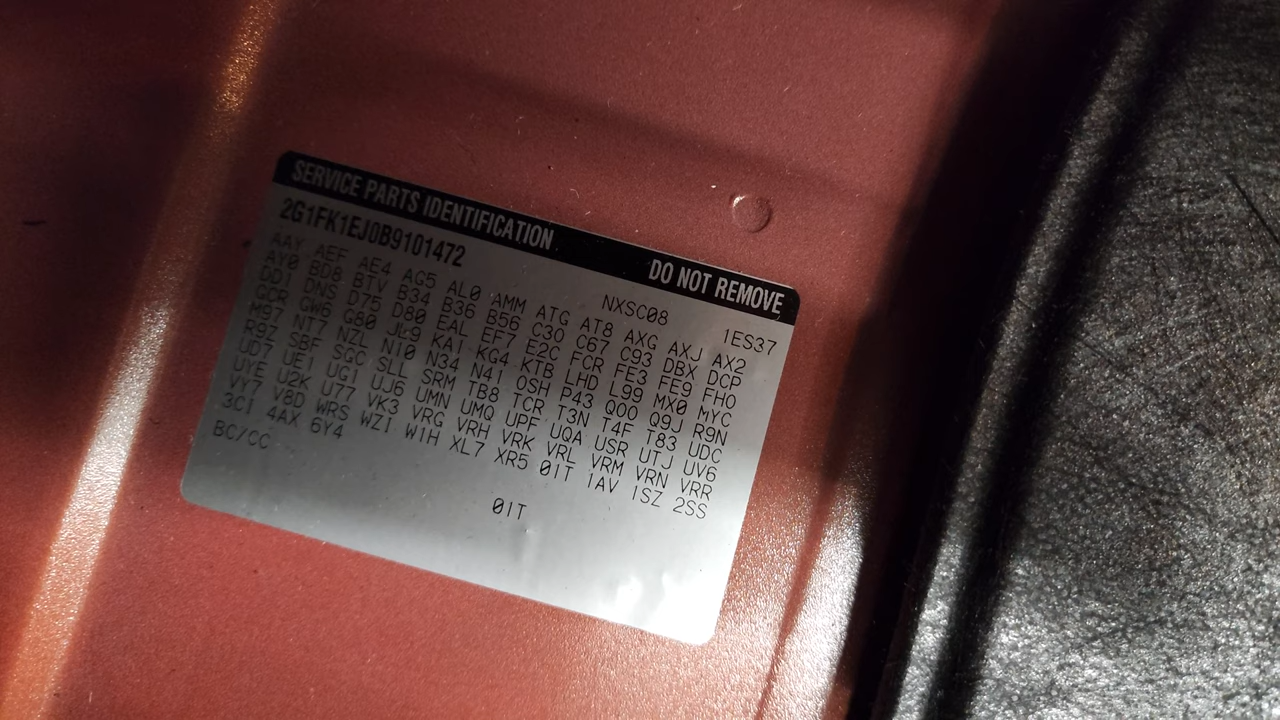 SERVICE PARTS IDENTIFICATION DO NOT REMOVE
2G1FK1EJ0B9101472 NXSC08 1ES37
AAY AEF AE4 AG5 AL0 AMM ATG AT8 AXG AXJ AX2
AY0 BD8 BTV B34 B36 B56 C30 C67 C93 DBX DCP
DD1 DNS D75 D80 EAL EF7 E2C FCR FE3 FE9 FHO
GCR GW6 G80 JL9 KA1 KG4 KTB LHD L99 MX0 MYC
M97 NT7 NZL N10 N34 N41 OSH P43 QOO Q9J R9N
R9Z SBF SGC SLL SRM TB8 TCR T3N T4F T83 UDC
UD7 UE1 UG1 UJ6 UMN UMQ UPF UQA USR UTJ UV6
UYE U2K U77 VK3 VRG VRH VRK VRL VRM VRN VRR
VY7 V8D WRS WZ1 W1H XL7 XR5 01T 1AV 1SZ 2SS
3C1 4AX 6Y4
BC/CC 01T